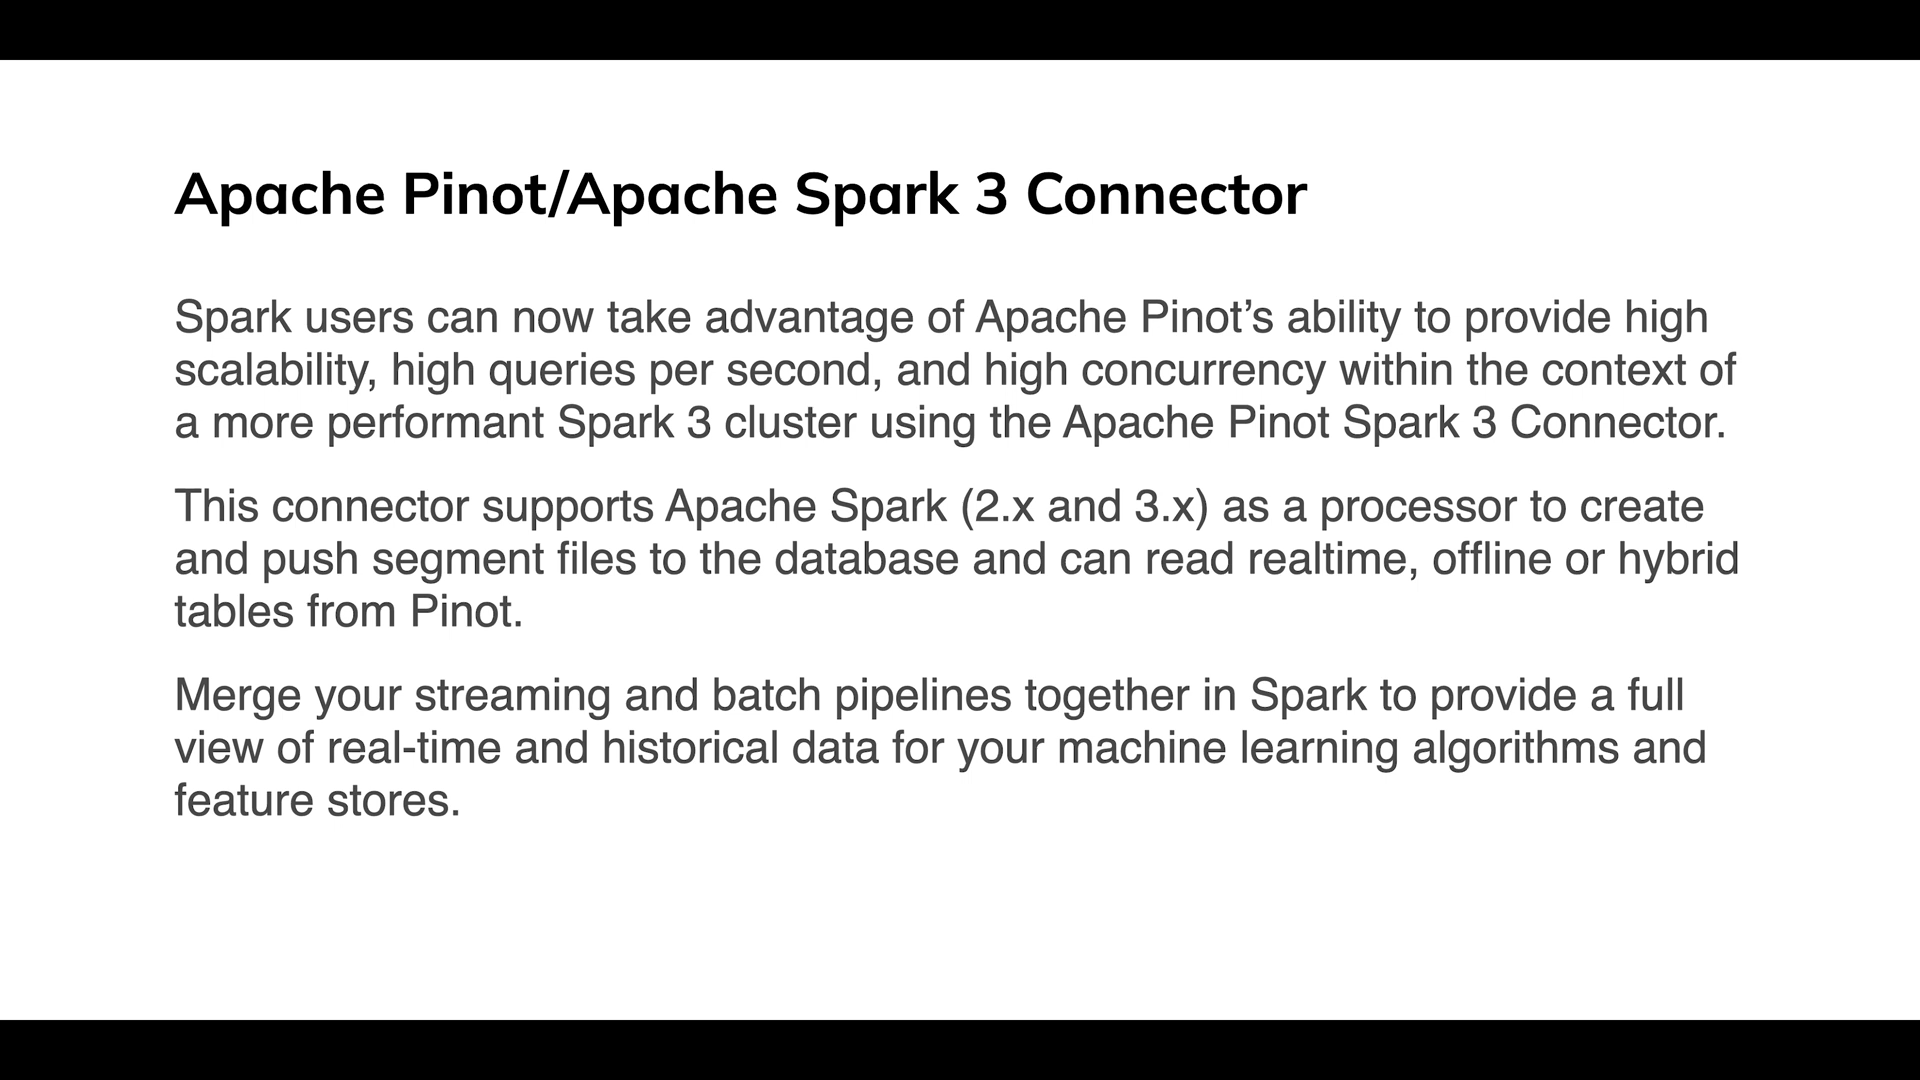 Apache Pinot/Apache Spark 3 Connector
Spark users can now take advantage of Apache Pinot’s ability to provide high
scalability, high queries per second, and high concurrency within the context of
a more performant Spark 3 cluster using the Apache Pinot Spark 3 Connector.
This connector supports Apache Spark (2.x and 3.x) as a processor to create
and push segment files to the database and can read realtime, offline or hybrid
tables from Pinot.
Merge your streaming and batch pipelines together in Spark to provide a full
view of real-time and historical data for your machine learning algorithms and
feature stores.